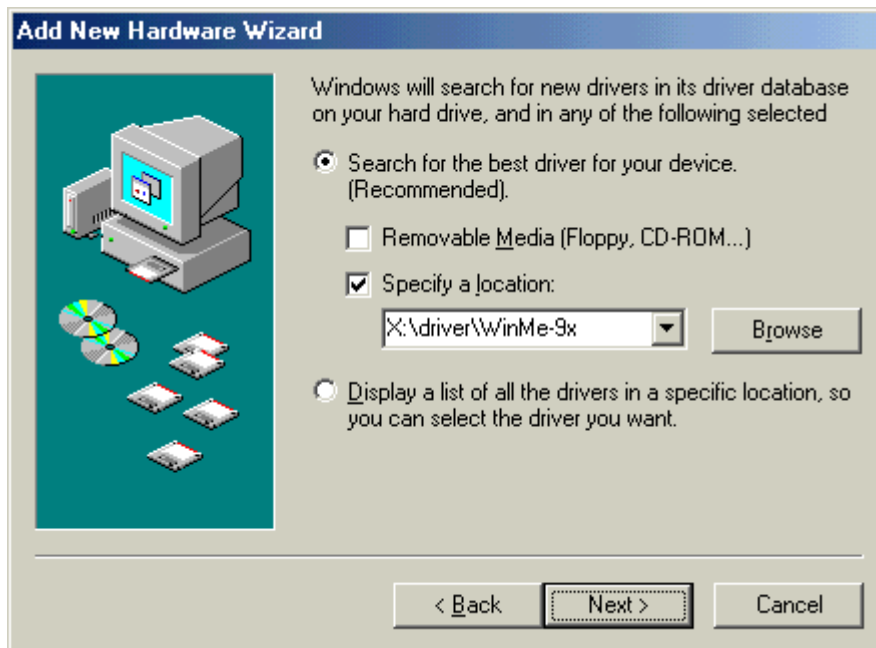 Add New Hardware Wizard
Windows will search for new drivers in its driver database
on your hard drive, and in any of the following selected
Search for the best driver for your device.
(Recommended).
Removable Media (Floppy, CD-ROM...)
Specify a location:
X:\driver\WinMe-9x
Browse
Display a list of all the drivers in a specific location, so
you can select the driver you want.
< Back
Next >
Cancel